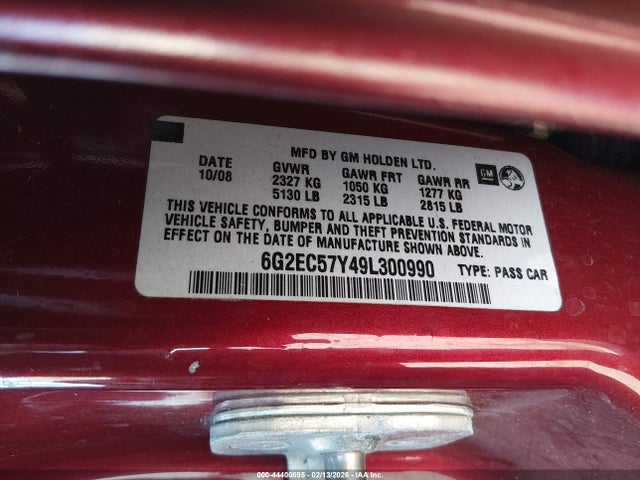 MFD BY GM HOLDEN LTD.
DATE GVWR GAWR FRT GAWR RR
10/08 2327 KG 1050 KG 1277 KG
5130 LB 2315 LB 2815 LB
THIS VEHICLE CONFORMS TO ALL APPLICABLE U.S. FEDERAL MOTOR
VEHICLE SAFETY, BUMPER AND THEFT PREVENTION STANDARDS IN
EFFECT ON THE DATE OF MANUFACTURE SHOWN ABOVE.
6G2EC57Y49L300990 TYPE: PASS CAR
GM
60-44400695 - 02/13/2026 - © IAA, Inc.